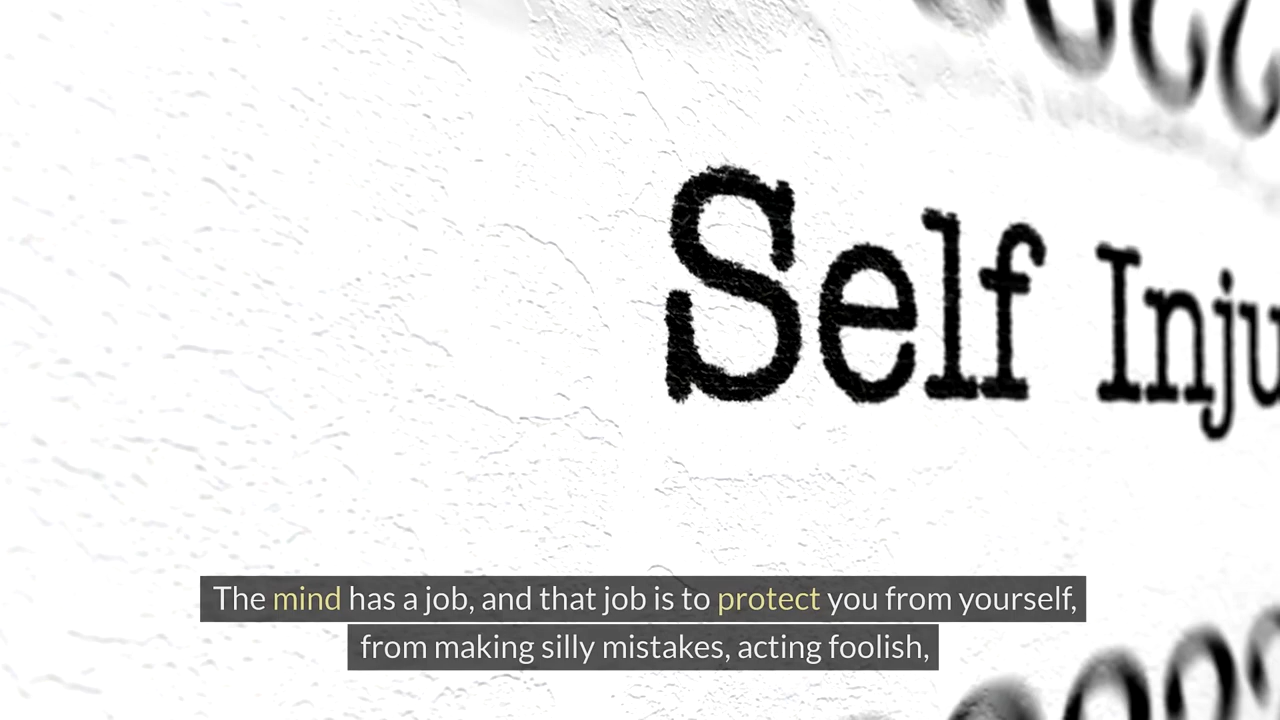 Self Inju
The mind has a job, and that job is to protect you from yourself,
from making silly mistakes, acting foolish,